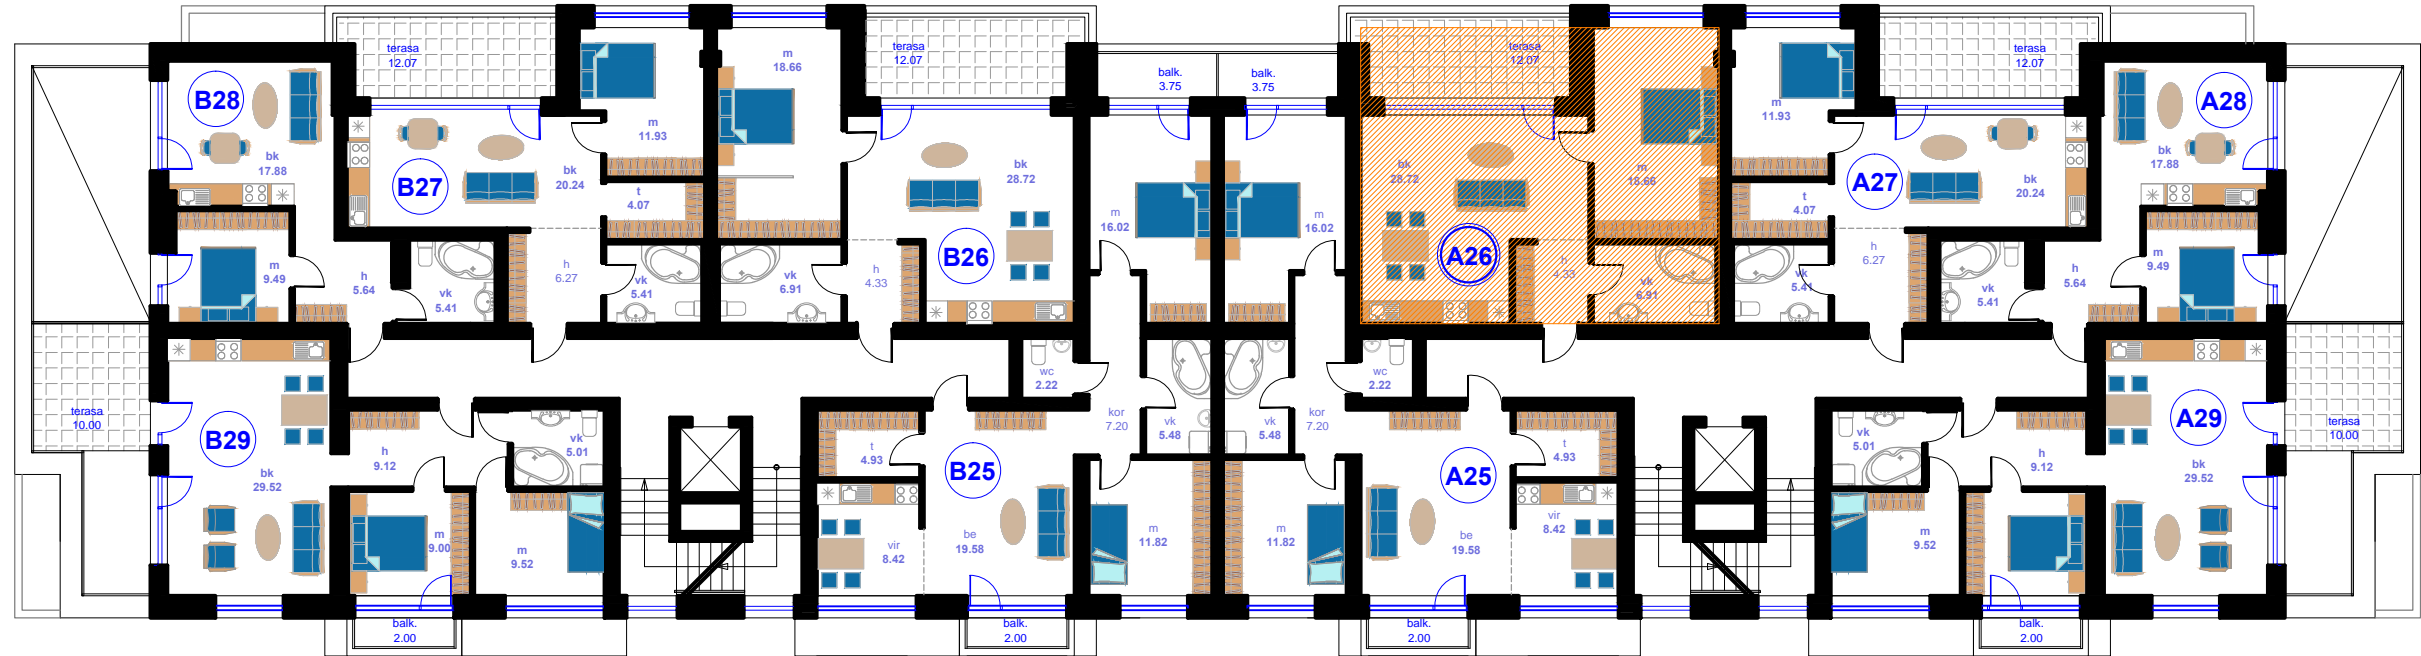 terasa
12.07
B28
bk
17.88
m
9.49
h
5.64
vk
5.41
B27
bk
20.24
m
11.93
t
4.07
h
6.27
vk
5.41
m
18.66
terasa
12.07
B26
bk
28.72
vk
6.91
h
4.33
balk.
3.75
balk.
3.75
m
16.02
m
16.02
terasa
12.07
A26
bk
28.72
m
18.66
h
4.33
vk
6.91
m
11.93
terasa
12.07
A27
bk
20.24
t
4.07
vk
5.41
h
6.27
A28
bk
17.88
vk
5.41
h
5.64
m
9.49
terasa
10.00
B29
bk
29.52
h
9.12
vk
5.01
m
9.00
m
9.52
balk.
2.00
wc
2.22
t
4.93
B25
vir
8.42
be
19.58
kor
7.20
vk
5.48
m
11.82
balk.
2.00
vk
5.48
kor
7.20
wc
2.22
m
11.82
A25
be
19.58
t
4.93
vir
8.42
balk.
2.00
vk
5.01
h
9.12
m
9.52
A29
bk
29.52
terasa
10.00
balk.
2.00